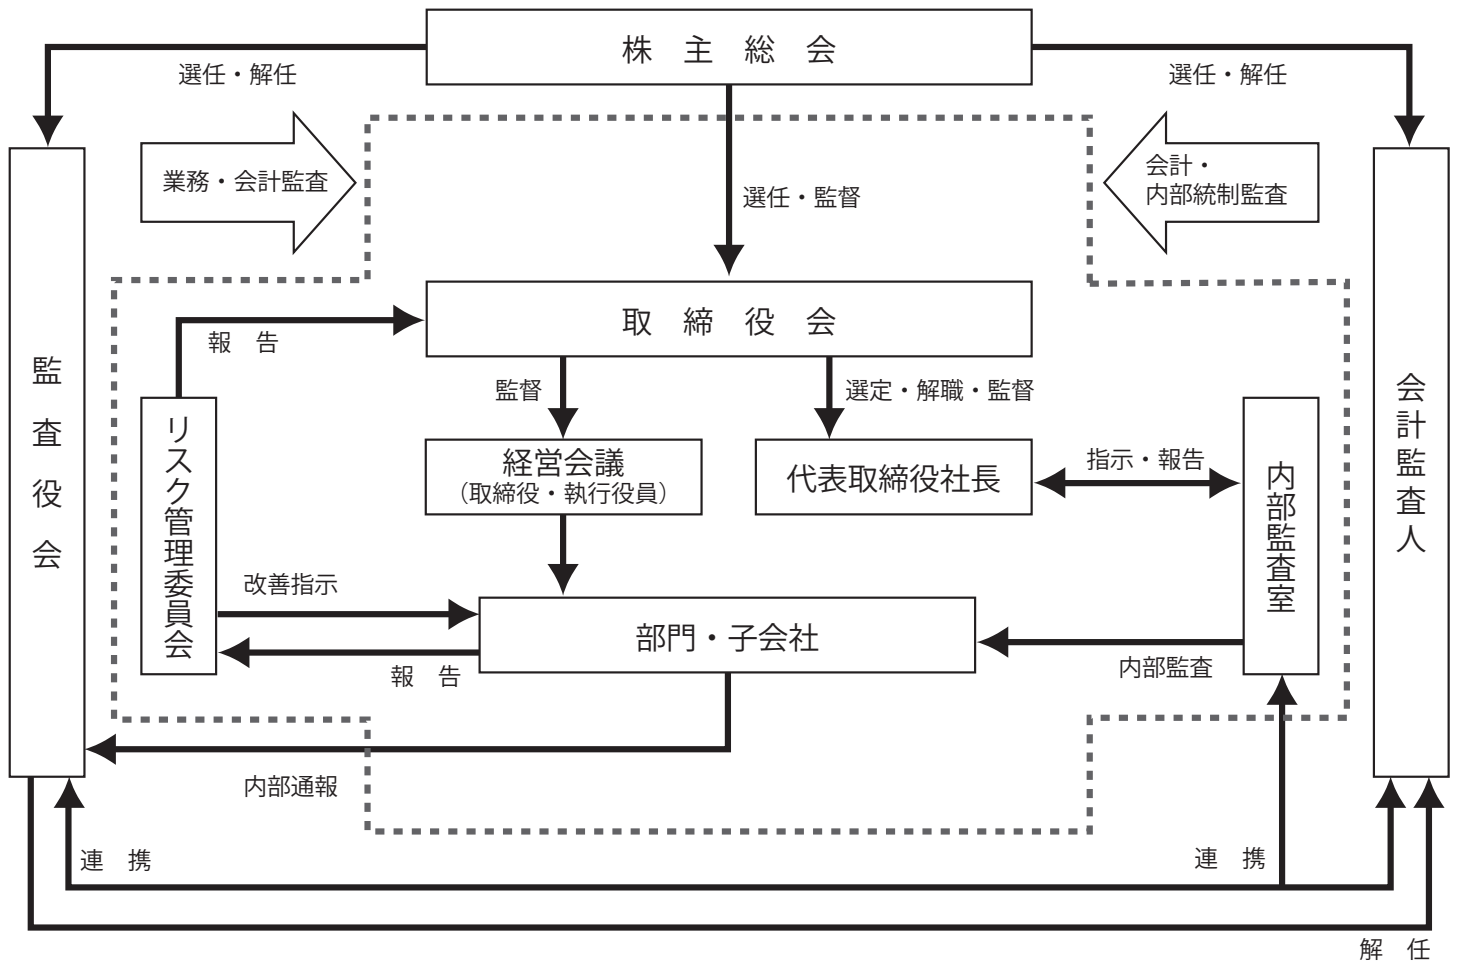 株 主 総 会
選任・解任
選任・解任
業務・会計監査
会計・
内部統制監査
選任・監督
取 締 役 会
報 告
監督
選定・解職・監督
監査役会
リスク管理委員会
経営会議
（取締役・執行役員）
代表取締役社長
指示・報告
内部監査室
会計監査人
改善指示
部門・子会社
報 告
内部監査
内部通報
連 携
連 携
解 任